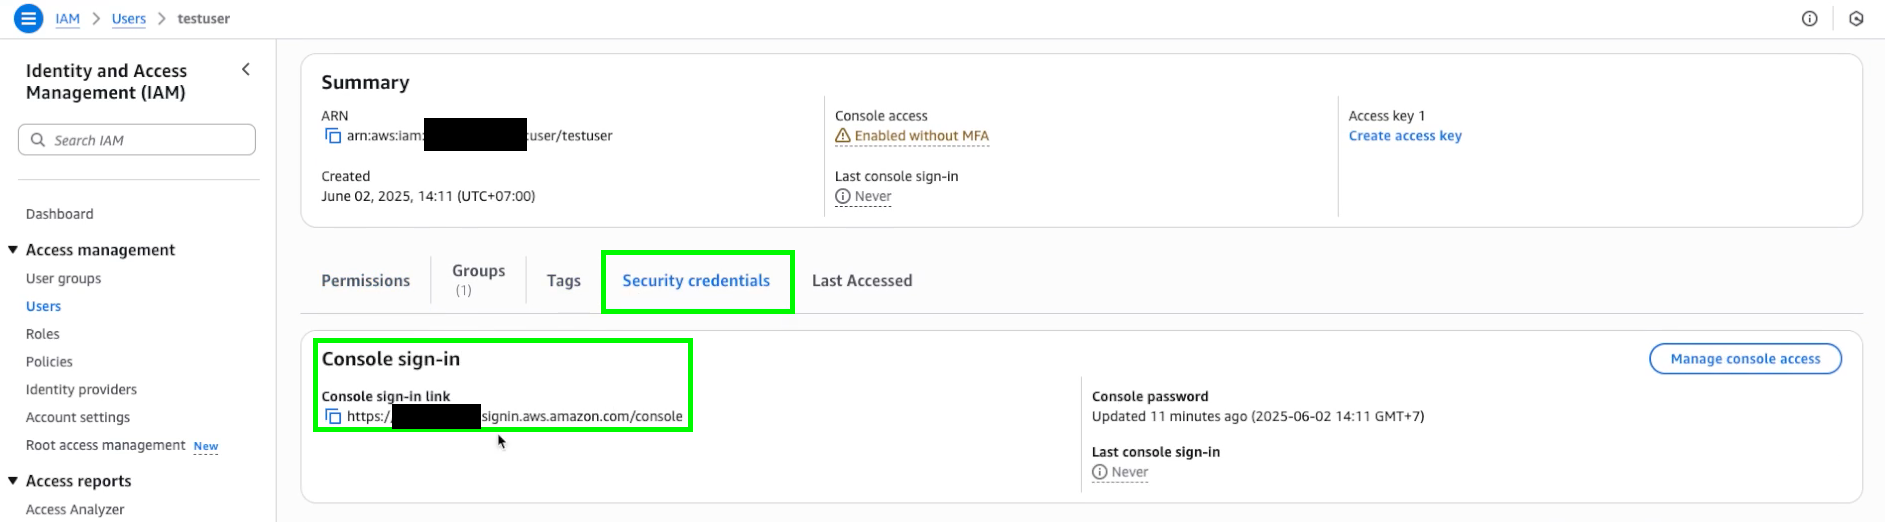 IAM > Users > testuser
Identity and Access
Management (IAM)
Search IAM
Dashboard
Access management
User groups
Users
Roles
Policies
Identity providers
Account settings
Root access management New
Access reports
Access Analyzer
Summary
ARN
arn:aws:iam: :user/testuser
Created
June 02, 2025, 14:11 (UTC+07:00)
Console access
Enabled without MFA
Last console sign-in
Never
Access key 1
Create access key
Permissions
Groups
(1)
Tags
Security credentials
Last Accessed
Console sign-in
Manage console access
Console sign-in link
https:// signin.aws.amazon.com/console
Console password
Updated 11 minutes ago (2025-06-02 14:11 GMT+7)
Last console sign-in
Never